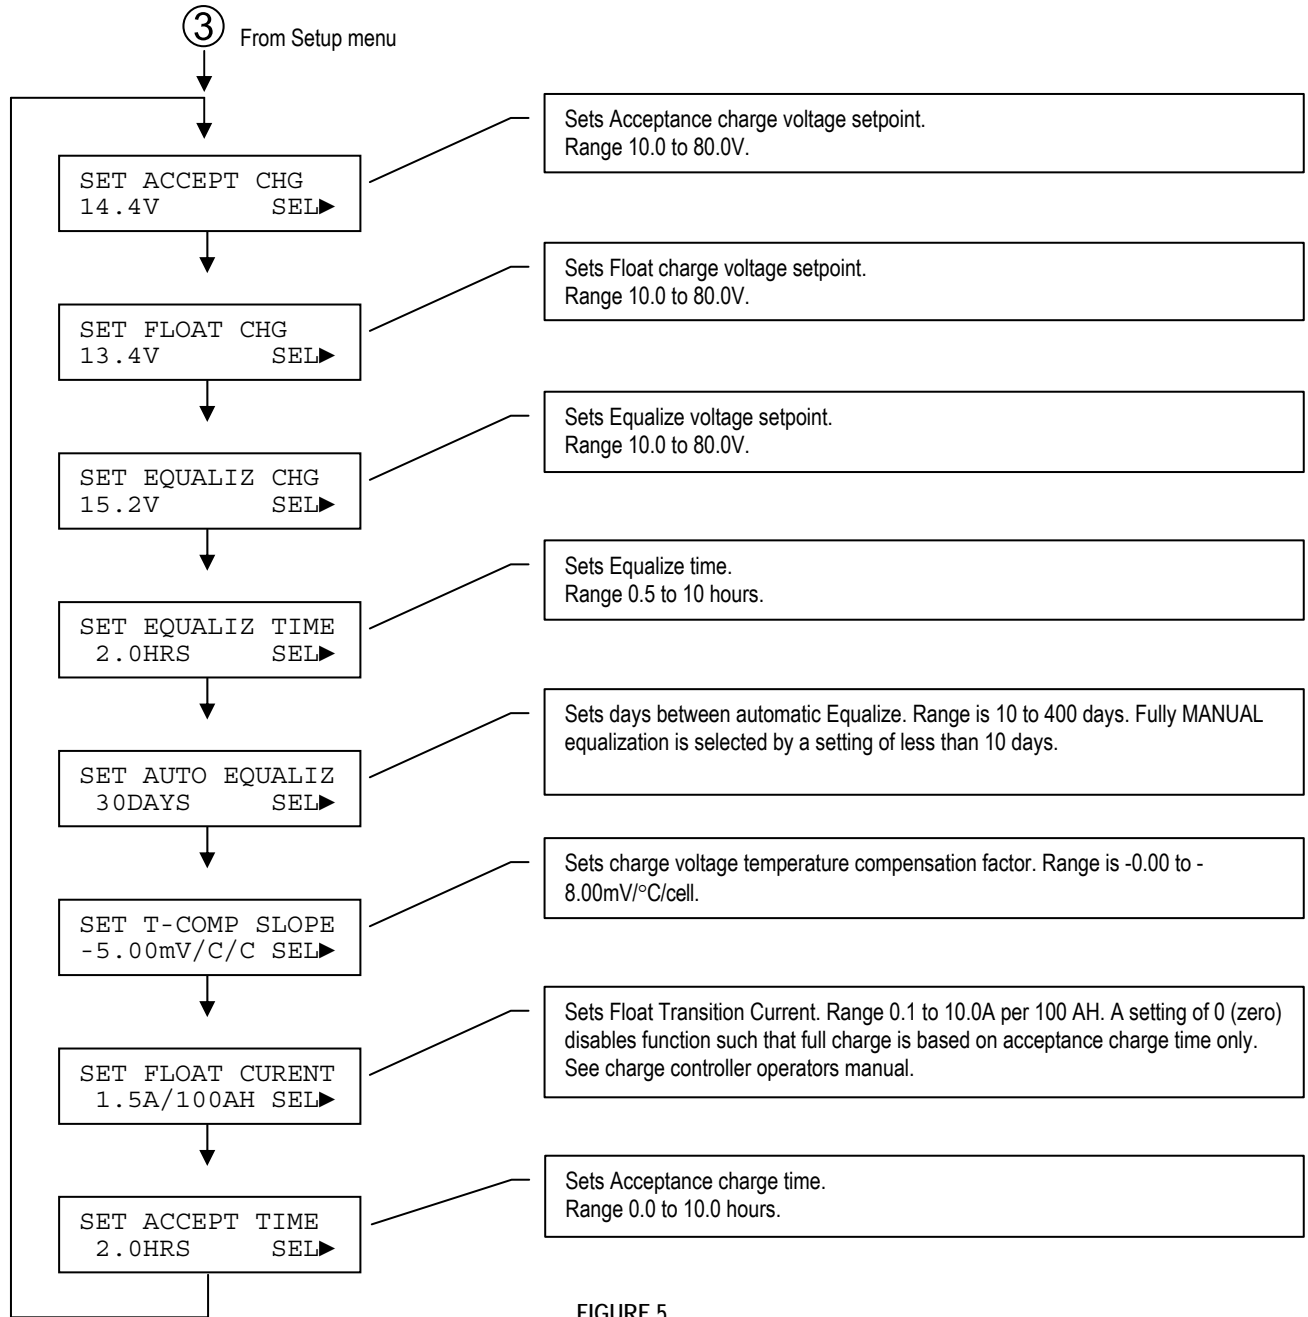 3 From Setup menu
SET ACCEPT CHG
14.4V SEL►
Sets Acceptance charge voltage setpoint.
Range 10.0 to 80.0V.
SET FLOAT CHG
13.4V SEL►
Sets Float charge voltage setpoint.
Range 10.0 to 80.0V.
SET EQUALIZ CHG
15.2V SEL►
Sets Equalize voltage setpoint.
Range 10.0 to 80.0V.
SET EQUALIZ TIME
2.0HRS SEL►
Sets Equalize time.
Range 0.5 to 10 hours.
SET AUTO EQUALIZ
30DAYS SEL►
Sets days between automatic Equalize. Range is 10 to 400 days. Fully MANUAL
equalization is selected by a setting of less than 10 days.
SET T-COMP SLOPE
-5.00mV/C/C SEL►
Sets charge voltage temperature compensation factor. Range is -0.00 to -
8.00mV/°C/cell.
SET FLOAT CURENT
1.5A/100AH SEL►
Sets Float Transition Current. Range 0.1 to 10.0A per 100 AH. A setting of 0 (zero)
disables function such that full charge is based on acceptance charge time only.
See charge controller operators manual.
SET ACCEPT TIME
2.0HRS SEL►
Sets Acceptance charge time.
Range 0.0 to 10.0 hours.
FIGURE 5